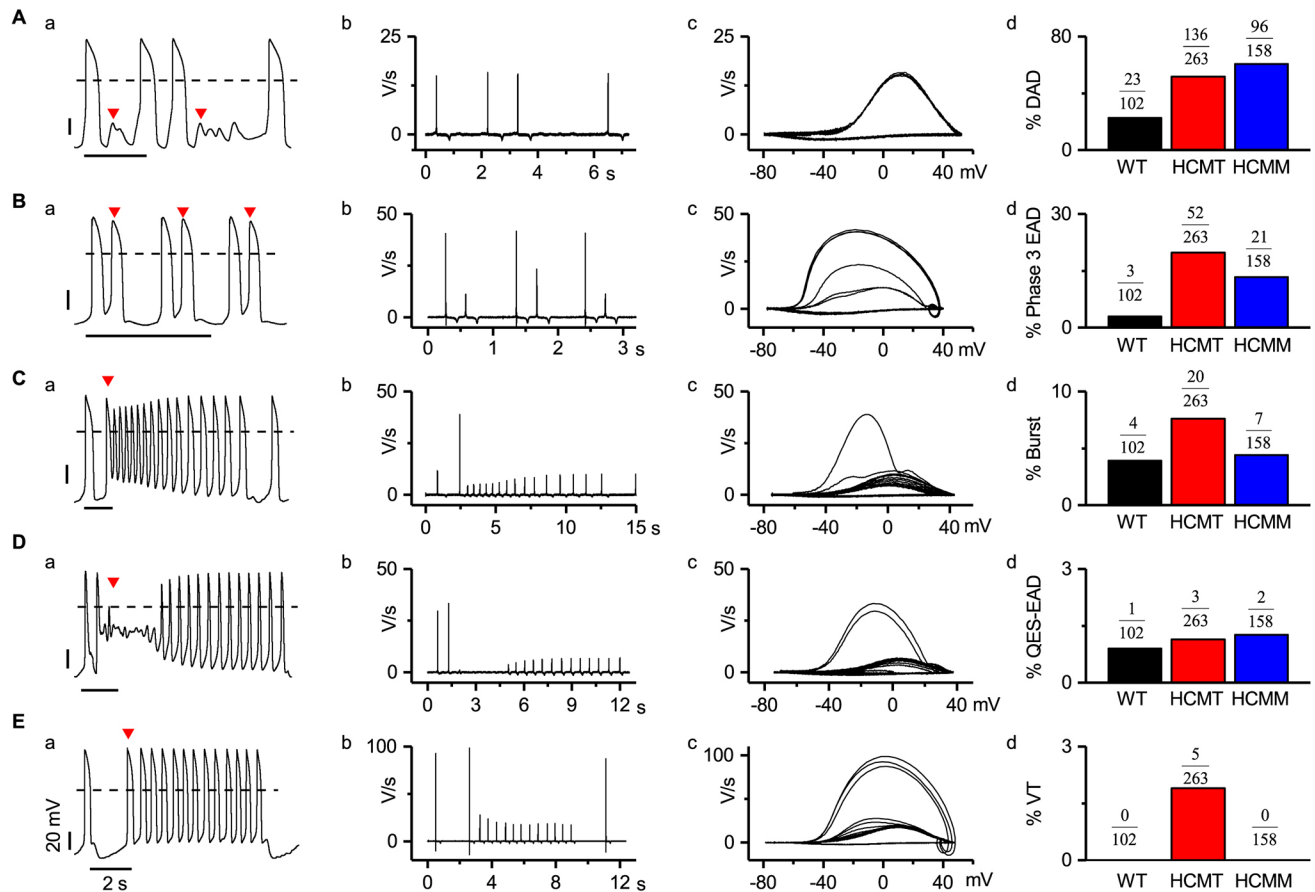 A
a
b
c
d
25
0
V/s
0 2 4 6 s
25
0
V/s
-80 -40 0 40 mV
80
0
% DAD
23
102
136
263
96
158
WT HCMT HCMM
B
a
b
c
d
50
25
0
V/s
0 1 2 3 s
50
25
0
V/s
-80 -40 0 40 mV
30
0
% Phase 3 EAD
3
102
52
263
21
158
WT HCMT HCMM
C
a
b
c
d
50
25
0
V/s
0 5 10 15 s
50
25
0
V/s
-80 -40 0 40 mV
10
0
% Burst
4
102
20
263
7
158
WT HCMT HCMM
D
a
b
c
d
50
0
V/s
0 3 6 9 12 s
50
0
V/s
-80 -40 0 40 mV
3
0
% QES-EAD
1
102
3
263
2
158
WT HCMT HCMM
E
a
b
c
d
20 mV
2 s
100
50
0
V/s
0 4 8 12 s
100
50
0
V/s
-80 -40 0 40 mV
3
0
% VT
0
102
5
263
0
158
WT HCMT HCMM